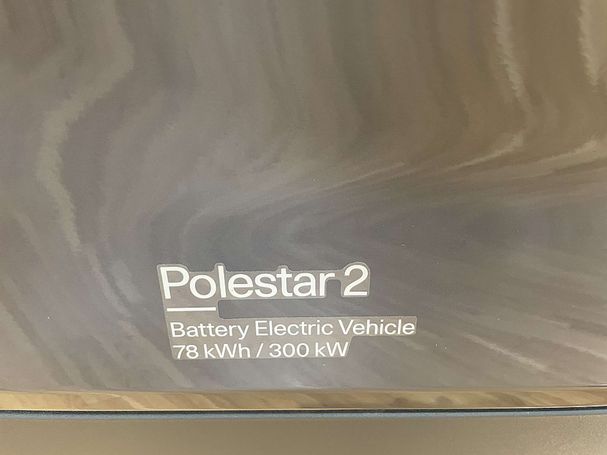 Polestar 2
Battery Electric Vehicle
78 kWh / 300 kW